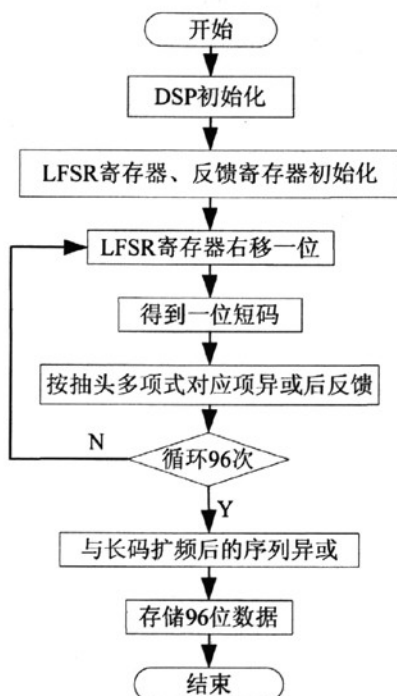 开始
DSP初始化
LFSR寄存器、反馈寄存器初始化
LFSR寄存器右移一位
得到一位短码
按抽头多项式对应项异或后反馈
N
循环96次
Y
与长码扩频后的序列异或
存储96位数据
结束